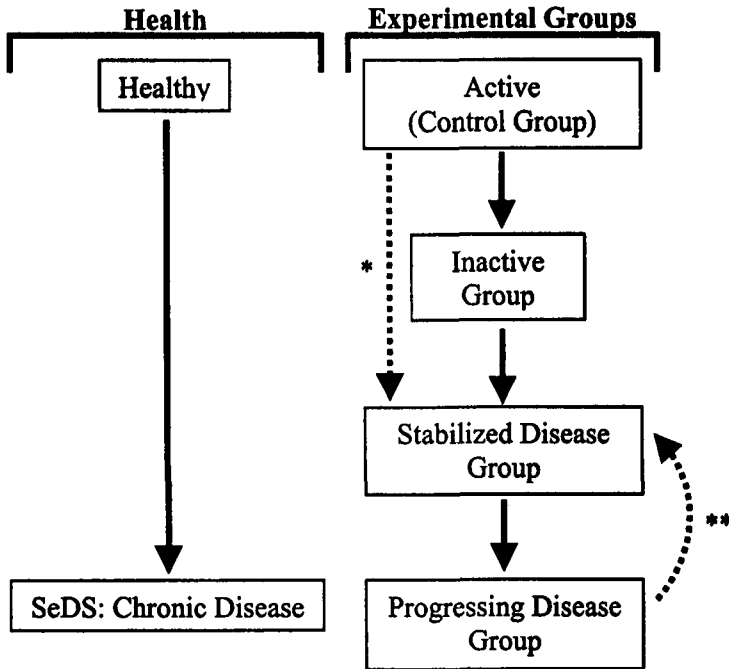 Health
Experimental Groups
Healthy
Active
(Control Group)
*
Inactive
Group
Stabilized Disease
Group
**
SeDS: Chronic Disease
Progressing Disease
Group